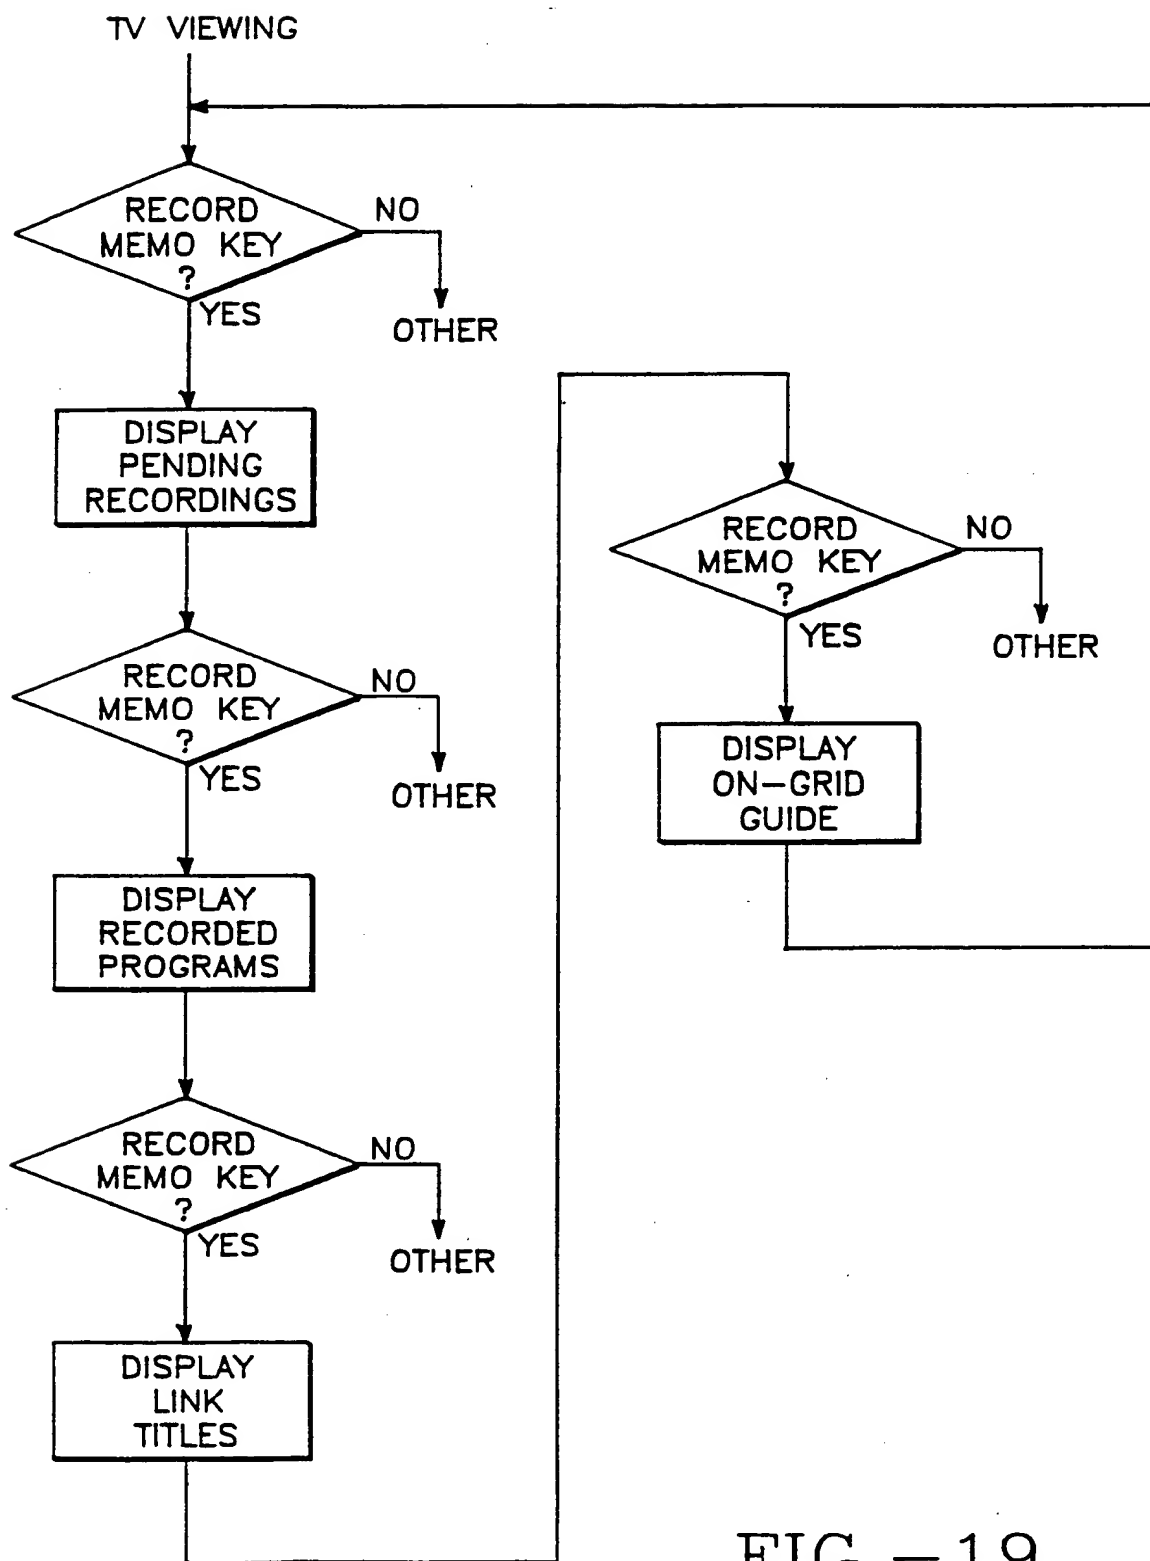 TV VIEWING
RECORD
MEMO KEY
?
NO
YES
OTHER
DISPLAY
PENDING
RECORDINGS
RECORD
MEMO KEY
?
NO
YES
OTHER
DISPLAY
RECORDED
PROGRAMS
RECORD
MEMO KEY
?
NO
YES
OTHER
DISPLAY
LINK
TITLES
RECORD
MEMO KEY
?
NO
YES
OTHER
DISPLAY
ON-GRID
GUIDE
FIG.-19